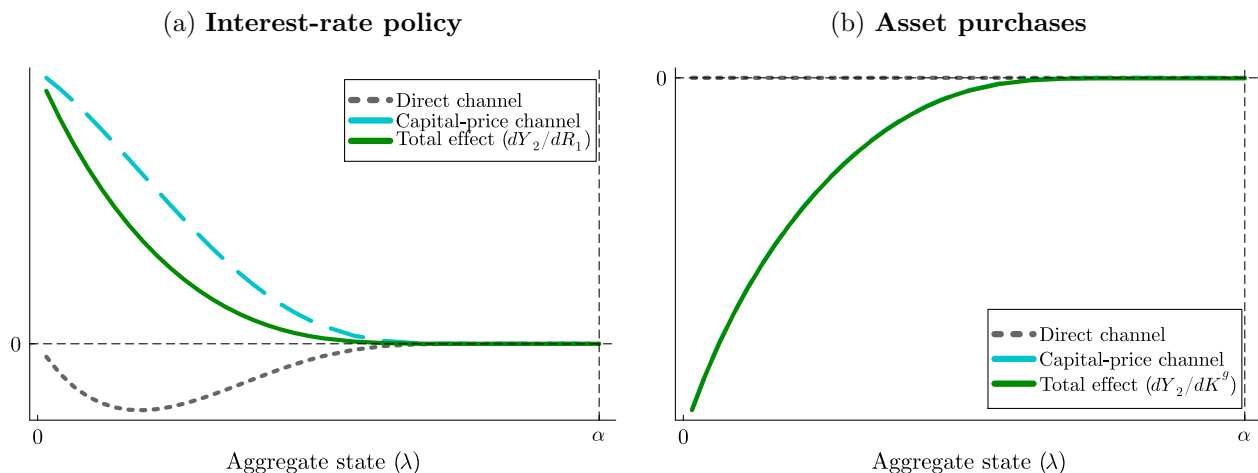 (a) Interest-rate policy
0
Direct channel
Capital-price channel
Total effect (dY₂/dR₁)
0
α
Aggregate state (λ)
(b) Asset purchases
0
Direct channel
Capital-price channel
Total effect (dY₂/dKᵍ)
0
α
Aggregate state (λ)